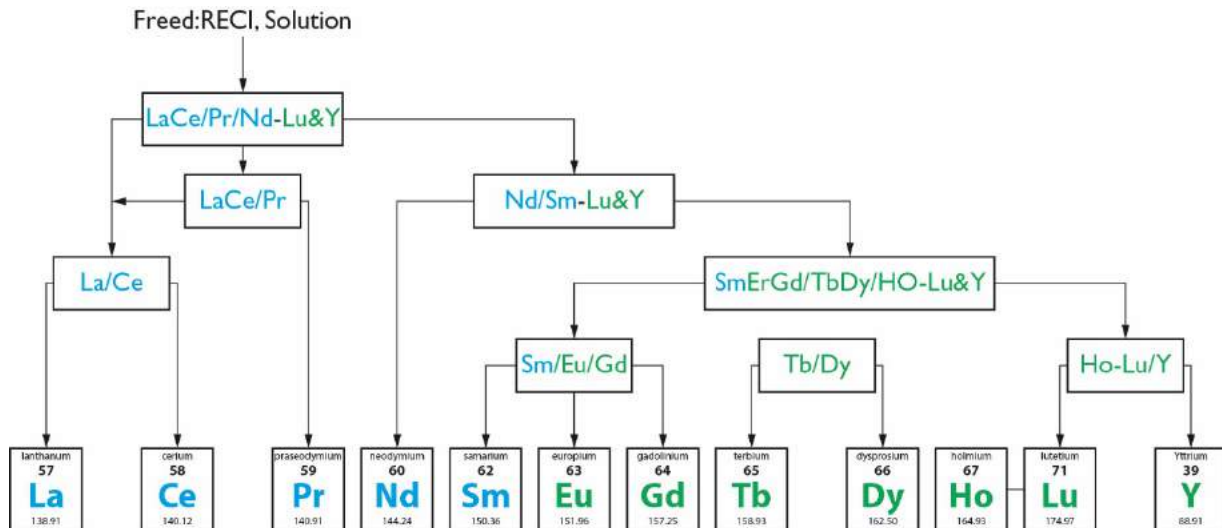 Freed:RECI, Solution
LaCe/Pr/Nd-Lu&Y
LaCe/Pr
Nd/Sm-Lu&Y
La/Ce
SmErGd/TbDy/HO-Lu&Y
Sm/Eu/Gd
Tb/Dy
Ho-Lu/Y
lanthanum
57
La
138.91
cerium
58
Ce
140.12
praseodymium
59
Pr
140.91
neodymium
60
Nd
144.24
samarium
62
Sm
150.36
europium
63
Eu
151.96
gadolinium
64
Gd
157.25
terbium
65
Tb
158.93
dysprosium
66
Dy
162.50
holmium
67
Ho
164.93
lutetium
71
Lu
174.97
Yttrium
39
Y
88.91